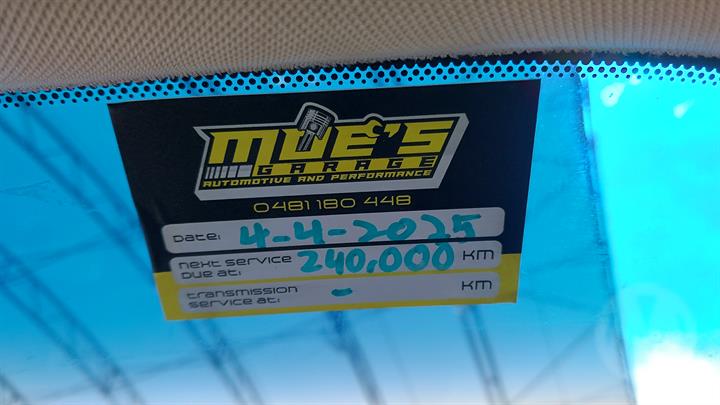 MOE'S
GARAGE
AUTOMOTIVE AND PERFORMANCE
0481 180 448
DATE: 4-4-2025
NEXT SERVICE DUE AT: 240,000 KM
TRANSMISSION SERVICE AT: - KM